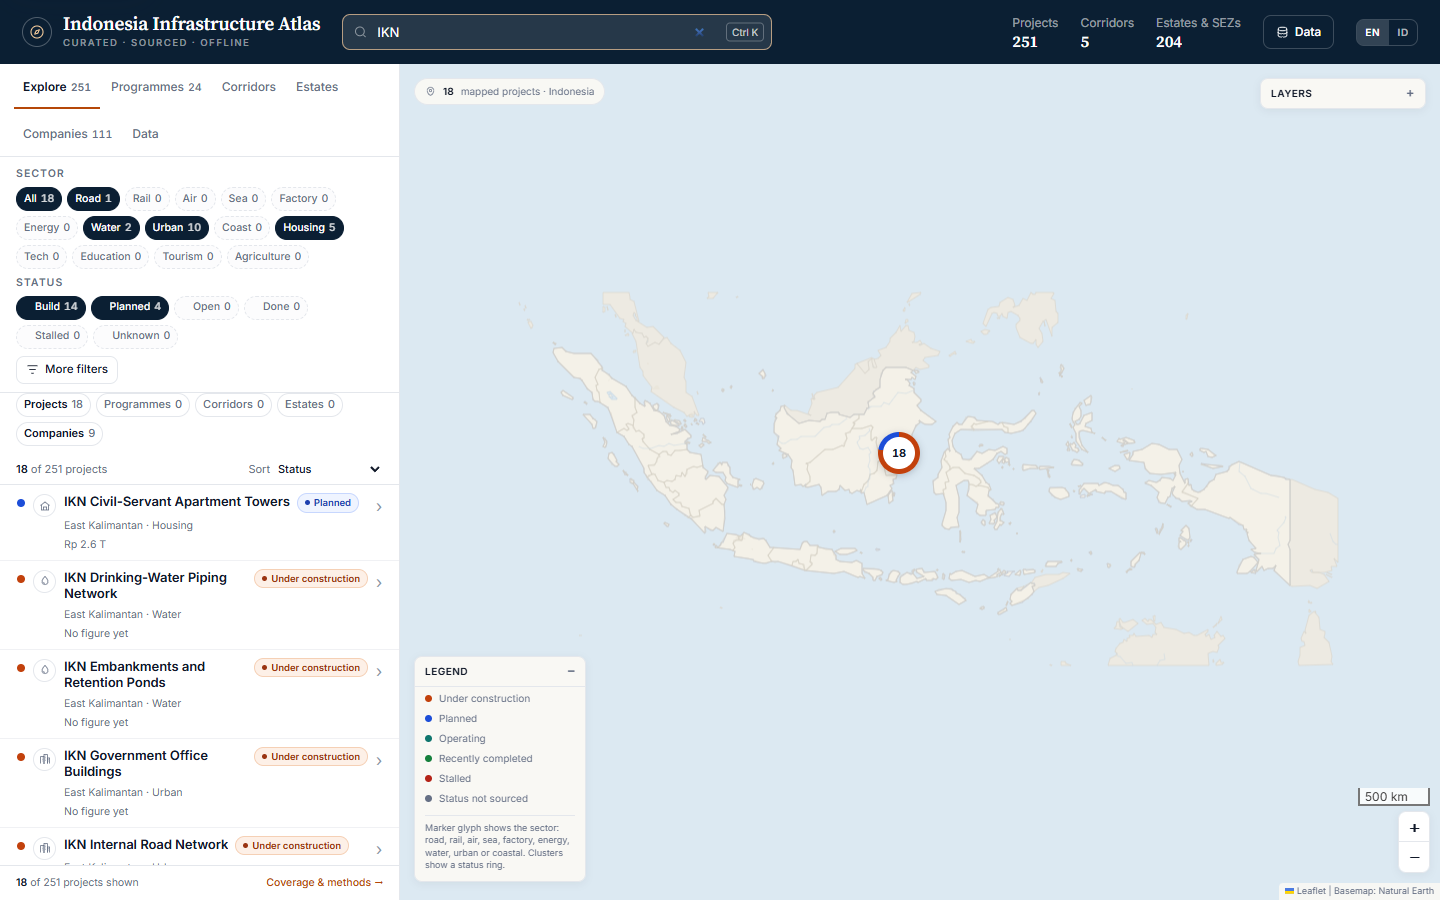 Indonesia Infrastructure Atlas
CURATED · SOURCED · OFFLINE
IKN
Ctrl K
Projects
251
Corridors
5
Estates & SEZs
204
Data
EN
ID
Explore 251
Programmes 24
Corridors
Estates
Companies 111
Data
SECTOR
All 18
Road 1
Rail 0
Air 0
Sea 0
Factory 0
Energy 0
Water 2
Urban 10
Coast 0
Housing 5
Tech 0
Education 0
Tourism 0
Agriculture 0
STATUS
Build 14
Planned 4
Open 0
Done 0
Stalled 0
Unknown 0
More filters
Projects 18
Programmes 0
Corridors 0
Estates 0
Companies 9
18 of 251 projects
Sort Status
IKN Civil-Servant Apartment Towers
Planned
East Kalimantan · Housing
Rp 2.6 T
IKN Drinking-Water Piping
Network
Under construction
East Kalimantan · Water
No figure yet
IKN Embankments and
Retention Ponds
Under construction
East Kalimantan · Water
No figure yet
IKN Government Office
Buildings
Under construction
East Kalimantan · Urban
No figure yet
IKN Internal Road Network
Under construction
18 of 251 projects shown
Coverage & methods →
18 mapped projects · Indonesia
LAYERS +
18
LEGEND −
Under construction
Planned
Operating
Recently completed
Stalled
Status not sourced
Marker glyph shows the sector:
road, rail, air, sea, factory, energy,
water, urban or coastal. Clusters
show a status ring.
500 km
+
−
Leaflet | Basemap: Natural Earth